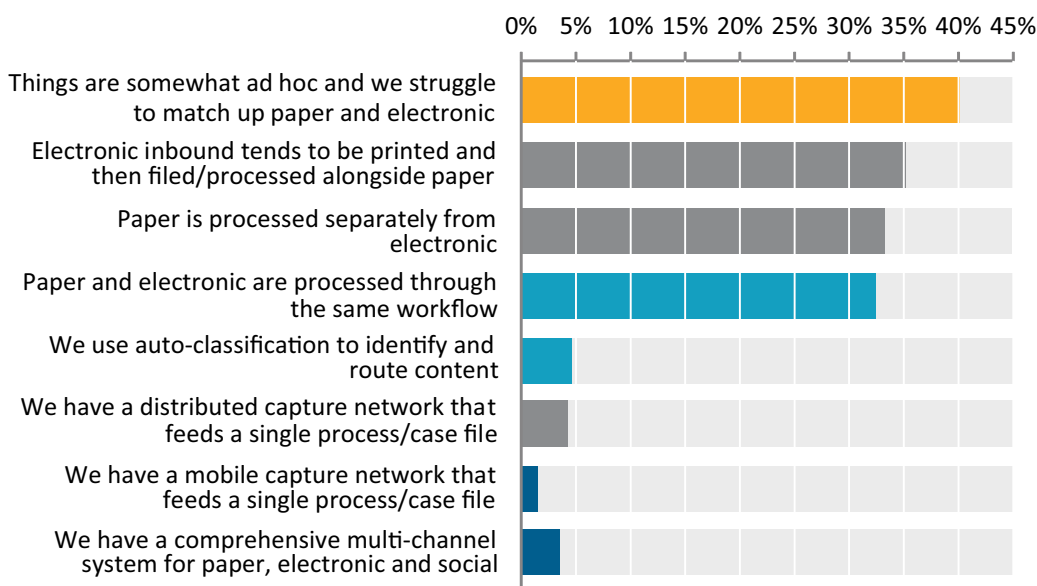 0% 5% 10% 15% 20% 25% 30% 35% 40% 45%
Things are somewhat ad hoc and we struggle
to match up paper and electronic
Electronic inbound tends to be printed and
then filed/processed alongside paper
Paper is processed separately from
electronic
Paper and electronic are processed through
the same workflow
We use auto-classification to identify and
route content
We have a distributed capture network that
feeds a single process/case file
We have a mobile capture network that
feeds a single process/case file
We have a comprehensive multi-channel
system for paper, electronic and social